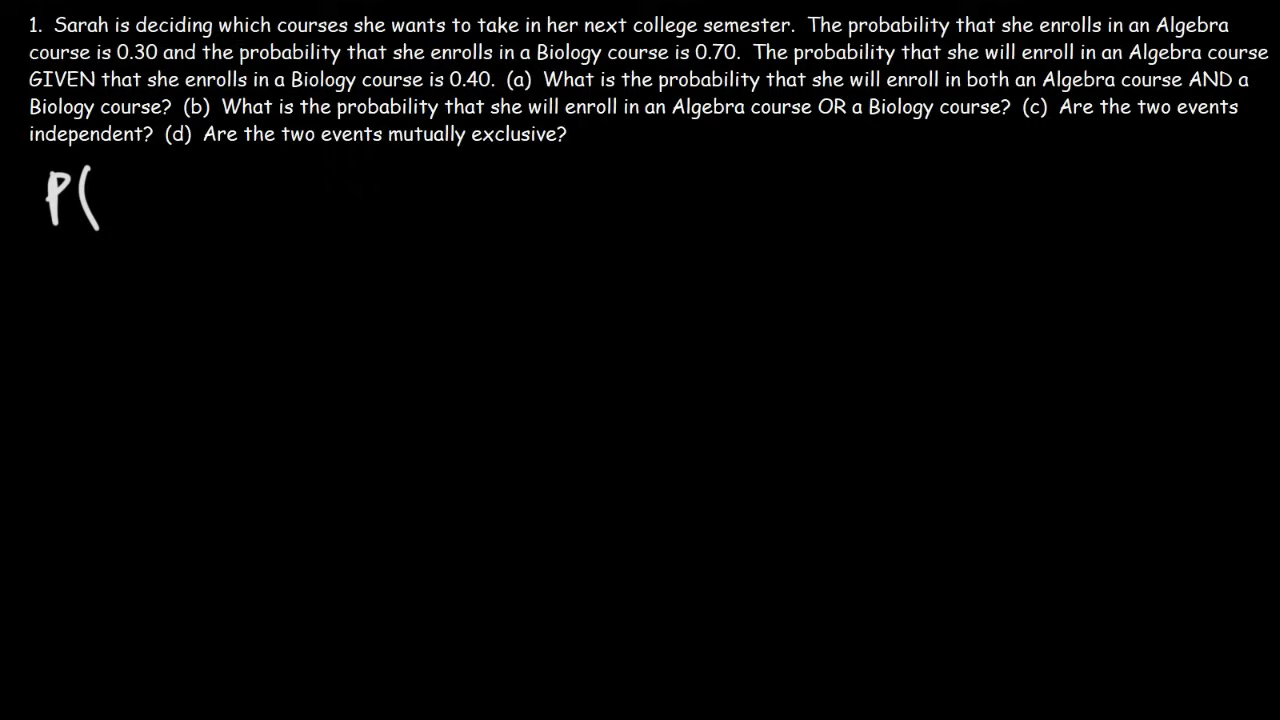 1. Sarah is deciding which courses she wants to take in her next college semester. The probability that she enrolls in an Algebra
course is 0.30 and the probability that she enrolls in a Biology course is 0.70. The probability that she will enroll in an Algebra course
GIVEN that she enrolls in a Biology course is 0.40. (a) What is the probability that she will enroll in both an Algebra course AND a
Biology course? (b) What is the probability that she will enroll in an Algebra course OR a Biology course? (c) Are the two events
independent? (d) Are the two events mutually exclusive?
P(